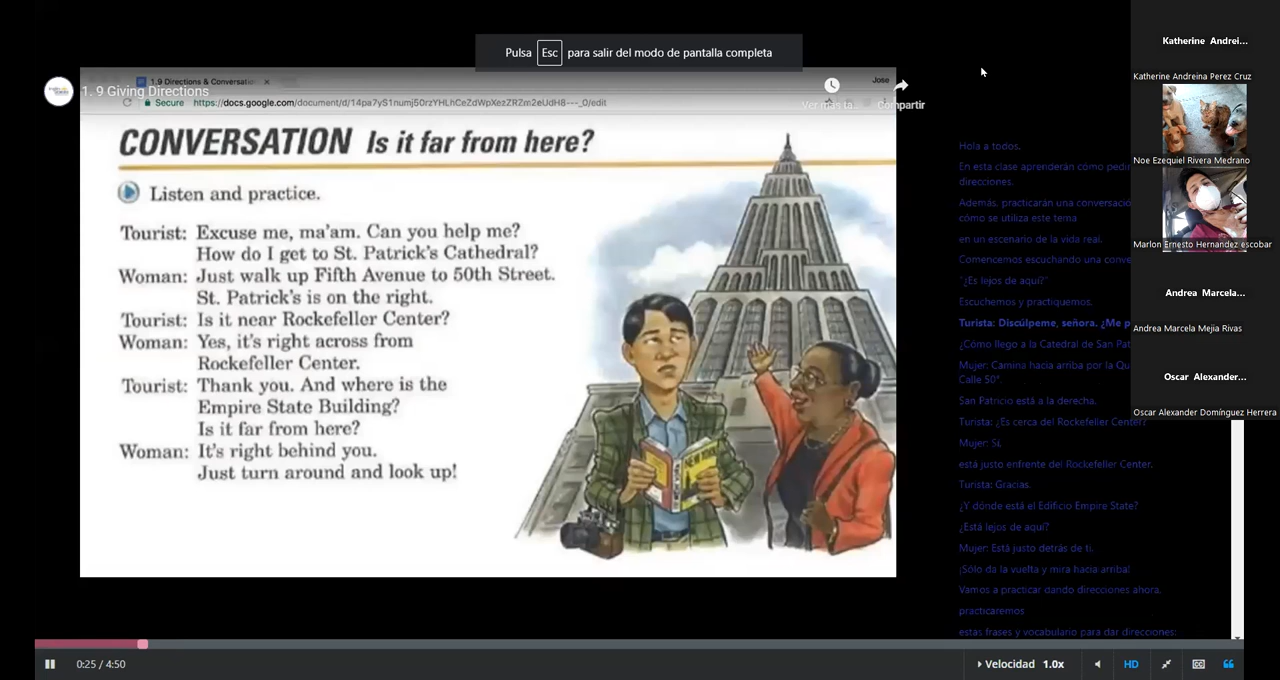 Pulsa Esc para salir del modo de pantalla completa
1.9 Directions & Conversati
1. 9 Giving Directions
Jose
Secure https://docs.google.com/document/d/
Compartir
CONVERSATION Is it far from here?
Listen and practice.
Tourist: Excuse me, ma'am. Can you help me?
How do I get to St. Patrick's Cathedral?
Woman: Just walk up Fifth Avenue to 50th Street.
St. Patrick's is on the right.
Tourist: Is it near Rockefeller Center?
Woman: Yes, it's right across from
Rockefeller Center.
Tourist: Thank you. And where is the
Empire State Building?
Is it far from here?
Woman: It's right behind you.
Just turn around and look up!
NEW YORK
Hola a todos.
En esta clase aprenderán cómo pedir
direcciones.
Además, practicarán una conversació
cómo se utiliza este tema
en un escenario de la vida real.
Comencemos escuchando una conve
"¿Es lejos de aquí?"
Escuchemos y practiquemos.
Turista: Discúlpeme, señora. ¿Me p
¿Cómo llego a la Catedral de San Pat
Mujer: Camina hacia arriba por la Qu
Calle 50ª.
San Patricio está a la derecha.
Turista: ¿Es cerca del Rockefeller Center?
Mujer: Sí,
está justo enfrente del Rockefeller Center.
Turista: Gracias.
¿Y dónde está el Edificio Empire State?
¿Está lejos de aquí?
Mujer: Está justo detrás de ti.
¡Sólo da la vuelta y mira hacia arriba!
Vamos a practicar dando direcciones ahora.
practicaremos
estas frases y vocabulario para dar direcciones:
Katherine Andrei...
Katherine Andreina Perez Cruz
Noe Ezequiel Rivera Medrano
Marlon Ernesto Hernandez escobar
Andrea Marcela...
Andrea Marcela Mejia Rivas
Oscar Alexander...
Oscar Alexander Domínguez Herrera
0:25 / 4:50
Velocidad 1.0x
HD
CC